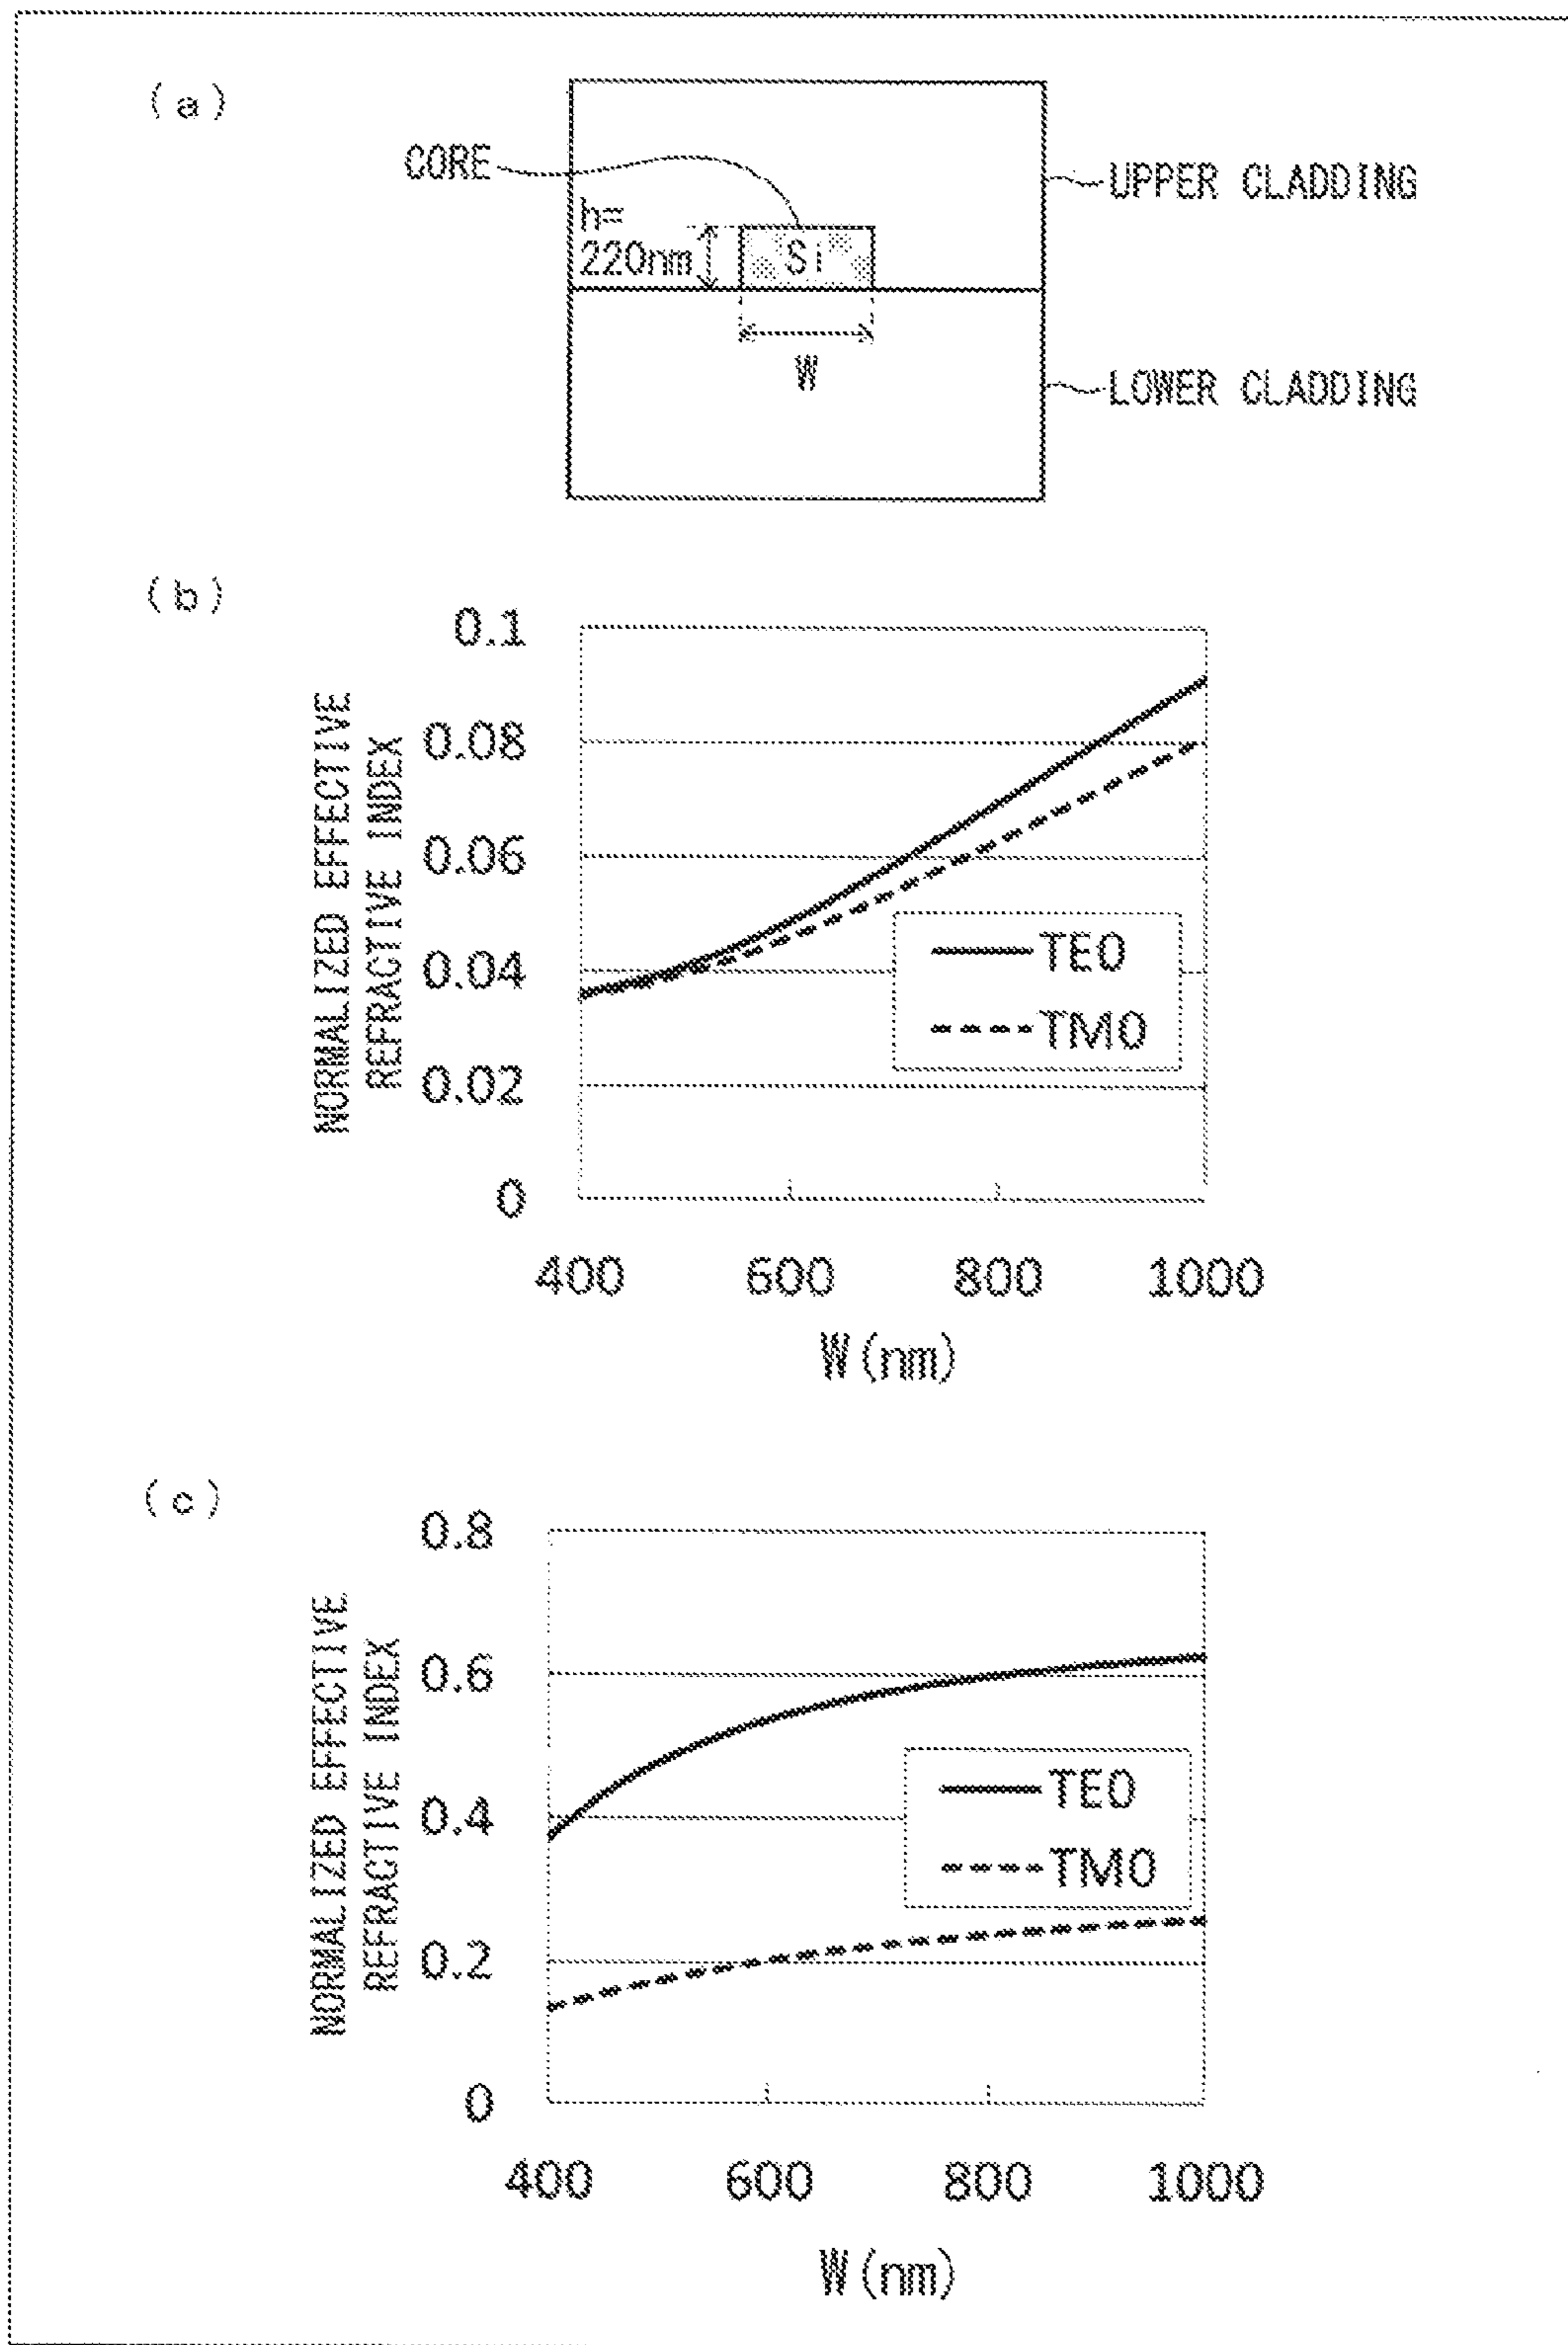 (a)
CORE
UPPER CLADDING
h=
220nm
Si
W
LOWER CLADDING
(b)
NORMALIZED EFFECTIVE
REFRACTIVE INDEX
0.1
0.08
0.06
0.04
0.02
0
TE0
TM0
400 600 800 1000
W(nm)
(c)
NORMALIZED EFFECTIVE
REFRACTIVE INDEX
0.8
0.6
0.4
0.2
0
TE0
TM0
400 600 800 1000
W(nm)